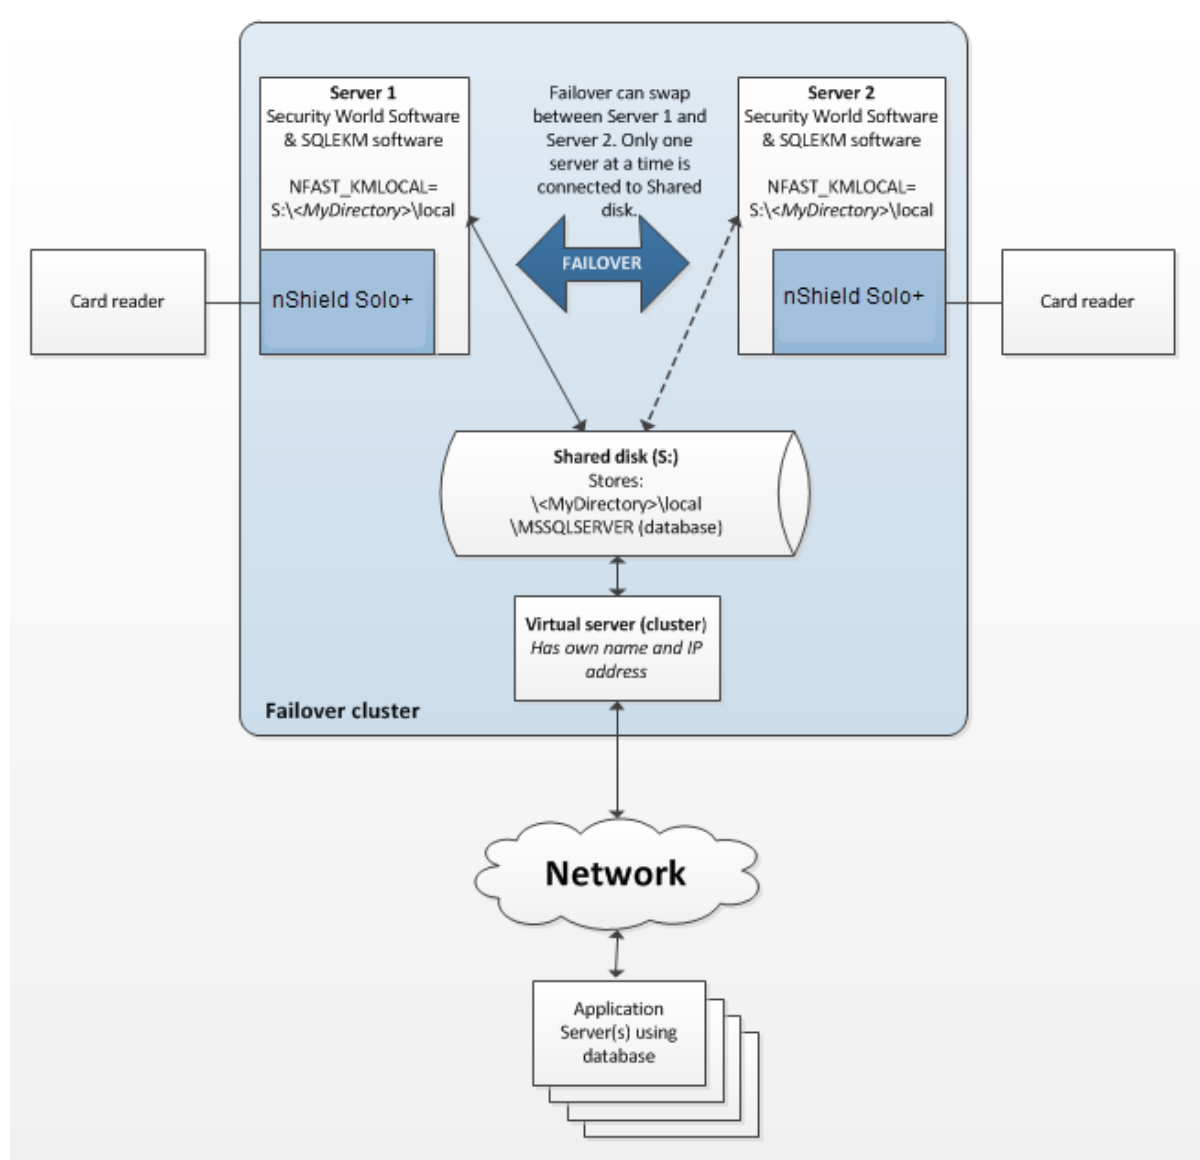 Server 1
Security World Software
& SQLEKM software
NFAST_KMLOCAL=
S:\<MyDirectory>\local
nShield Solo+
Card reader
Failover can swap
between Server 1 and
Server 2. Only one
server at a time is
connected to Shared
disk.
FAILOVER
Server 2
Security World Software
& SQLEKM software
NFAST_KMLOCAL=
S:\<MyDirectory>\local
nShield Solo+
Card reader
Shared disk (S:)
Stores:
\<MyDirectory>\local
\MSSQLSERVER (database)
Virtual server (cluster)
Has own name and IP
address
Failover cluster
Network
Application
Server(s) using
database